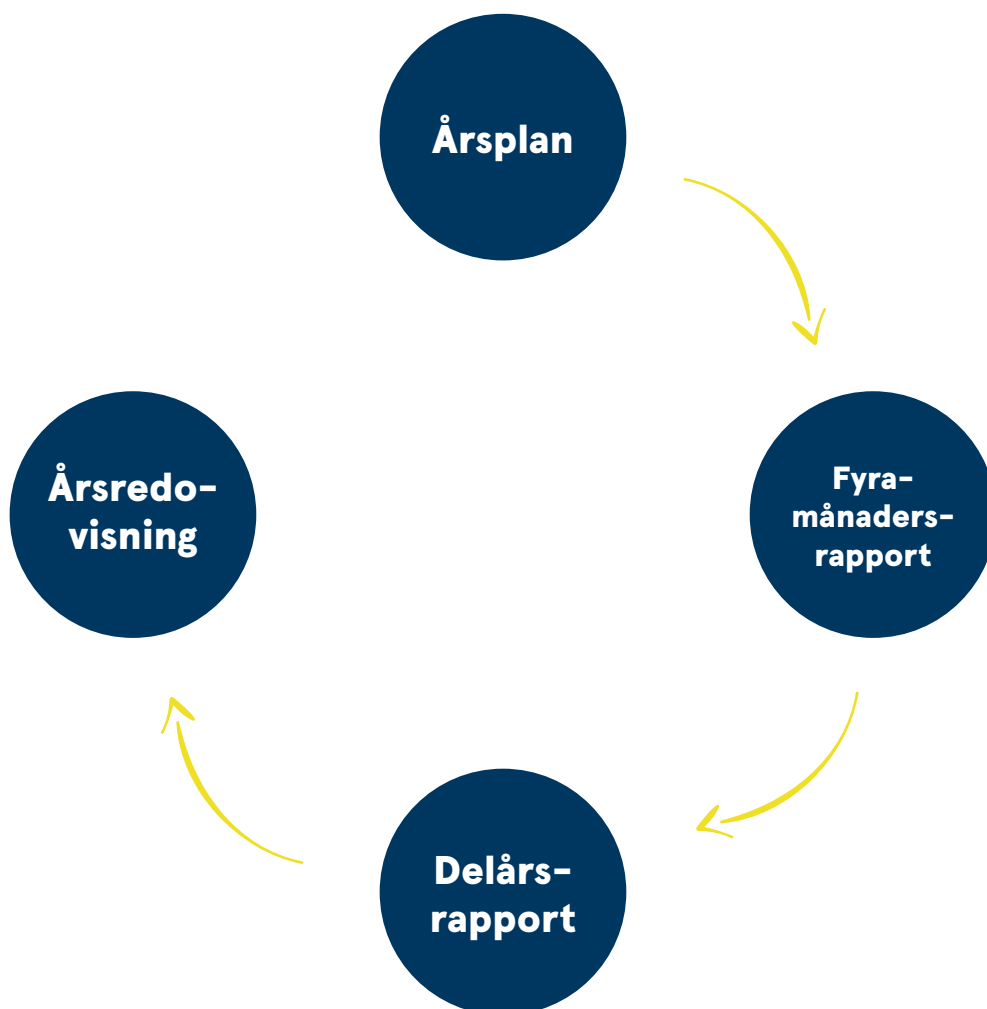 Årsplan
Fyra-
månaders-
rapport
Delårs-
rapport
Årsredo-
visning